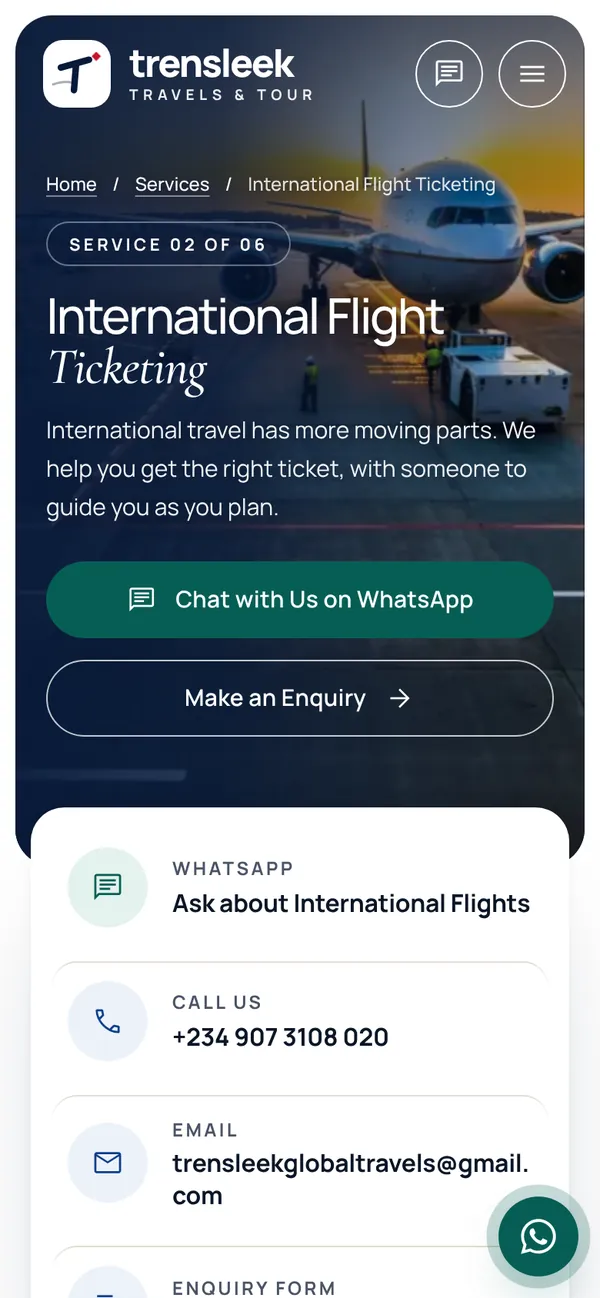 trensleek
TRAVELS & TOUR
Home / Services / International Flight Ticketing
SERVICE 02 OF 06
International Flight
Ticketing
International travel has more moving parts. We
help you get the right ticket, with someone to
guide you as you plan.
Chat with Us on WhatsApp
Make an Enquiry
WHATSAPP
Ask about International Flights
CALL US
+234 907 3108 020
EMAIL
trensleekglobaltravels@gmail.
com
ENQUIRY FORM